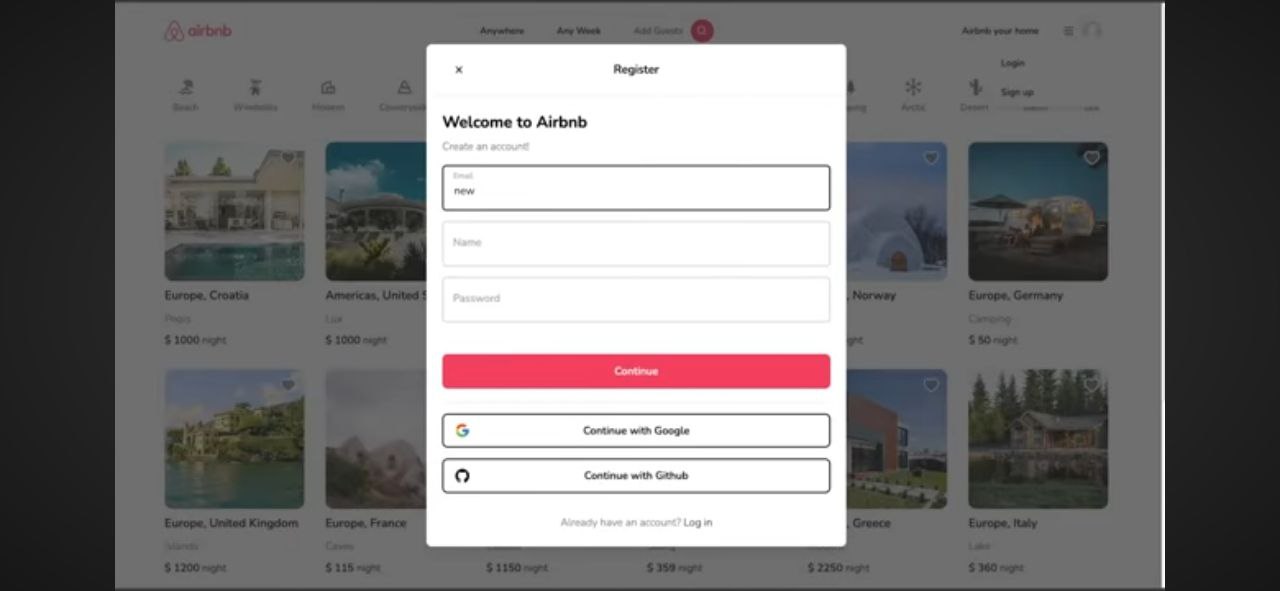 airbnb
Anywhere Any Week Add Guests
Airbnb your home
Login
Sign up
Beach Windmills Modern Arctic Desert
Register
Welcome to Airbnb
Create an account!
Email
new
Name
Password
Continue
Continue with Google
Continue with Github
Already have an account? Log in
Europe, Croatia
Pools
$ 1000 night
Americas, United S
Lux
$ 1000 night
, Norway
ght
Europe, Germany
Camping
$ 50 night
Europe, United Kingdom
Islands
$ 1200 night
Europe, France
Caves
$ 115 night
$ 1150 night
$ 359 night
, Greece
$ 2250 night
Europe, Italy
Lake
$ 360 night